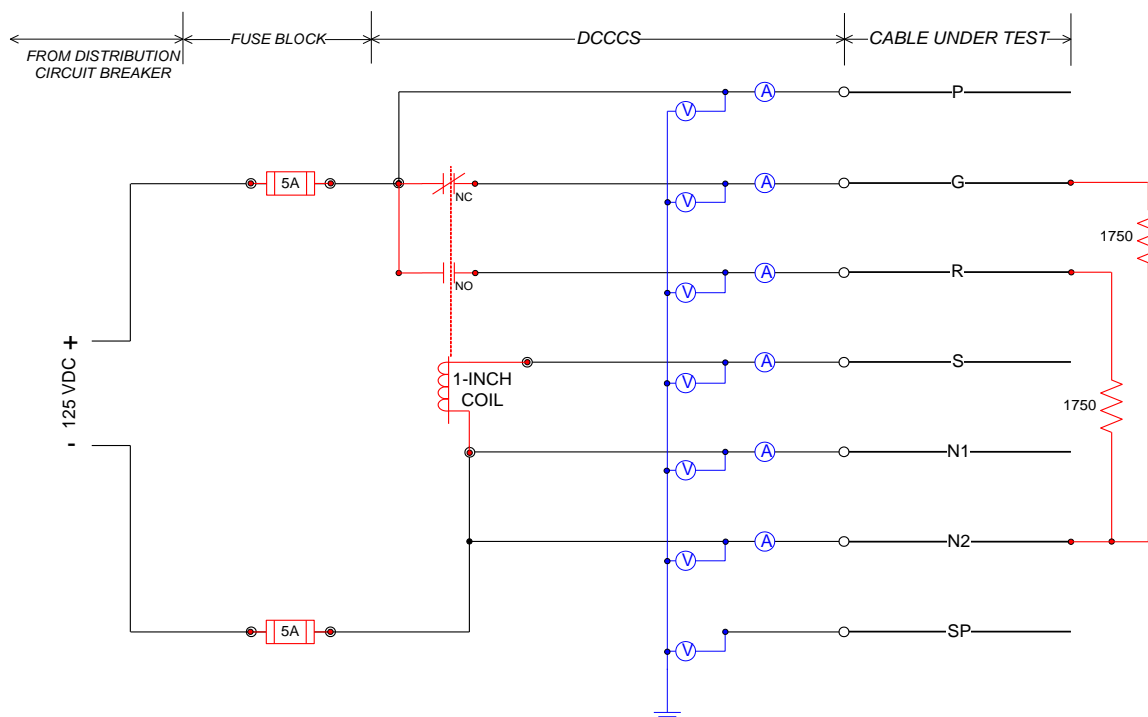 FROM DISTRIBUTION
CIRCUIT BREAKER
FUSE BLOCK
DCCCS
CABLE UNDER TEST
A
P
V
5A
NC
A
G
V
1750
NO
A
R
V
125 VDC
+
-
1-INCH
COIL
A
S
V
1750
A
N1
V
A
N2
V
5A
SP
V